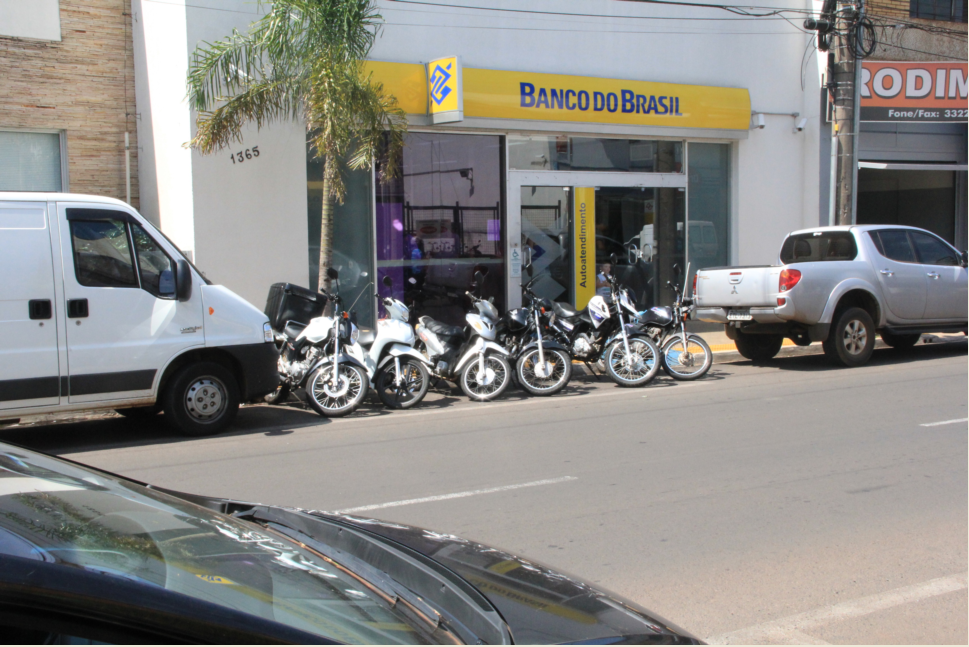 1365
BANCO DO BRASIL
RODIM
Fone/Fax: 3322
Autoatendimento